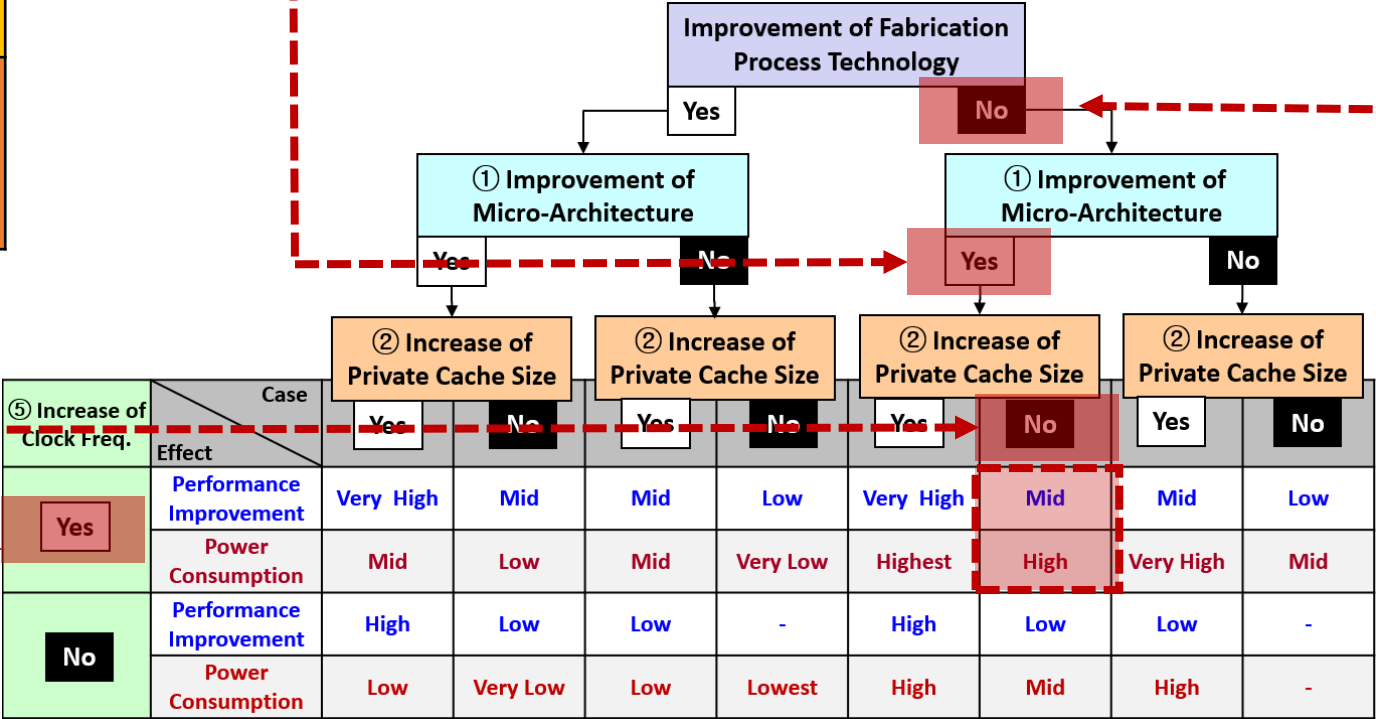 Improvement of Fabrication
Process Technology
Yes
No
① Improvement of
Micro-Architecture
① Improvement of
Micro-Architecture
Yes
No
Yes
No
② Increase of
Private Cache Size
② Increase of
Private Cache Size
② Increase of
Private Cache Size
② Increase of
Private Cache Size
⑤ Increase of
Clock Freq.
Case
Effect
Yes No Yes No Yes No Yes No
Yes
Performance
Improvement
Very High Mid Mid Low Very High Mid Mid Low
Power
Consumption
Mid Low Mid Very Low Highest High Very High Mid
No
Performance
Improvement
High Low Low - High Low Low -
Power
Consumption
Low Very Low Low Lowest High Mid High -